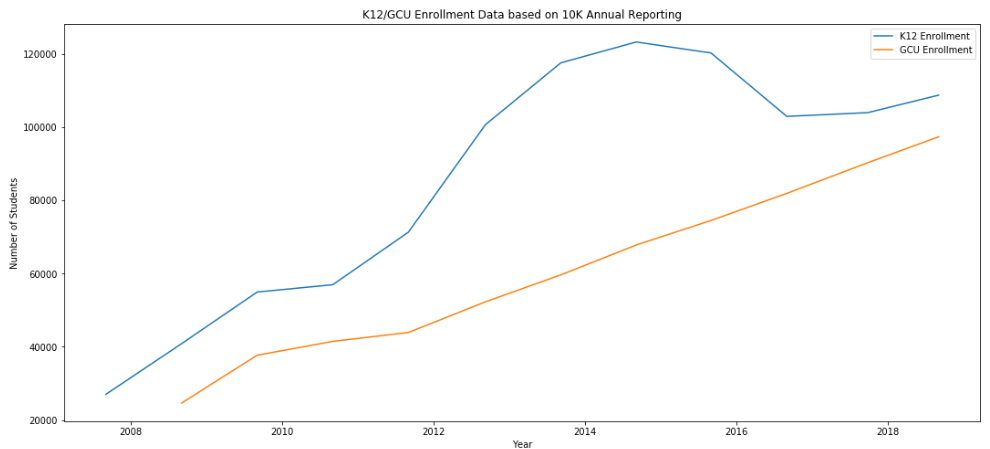 K12/GCU Enrollment Data based on 10K Annual Reporting
K12 Enrollment
GCU Enrollment
120000
100000
80000
60000
40000
20000
Number of Students
2008
2010
2012
2014
2016
2018
Year